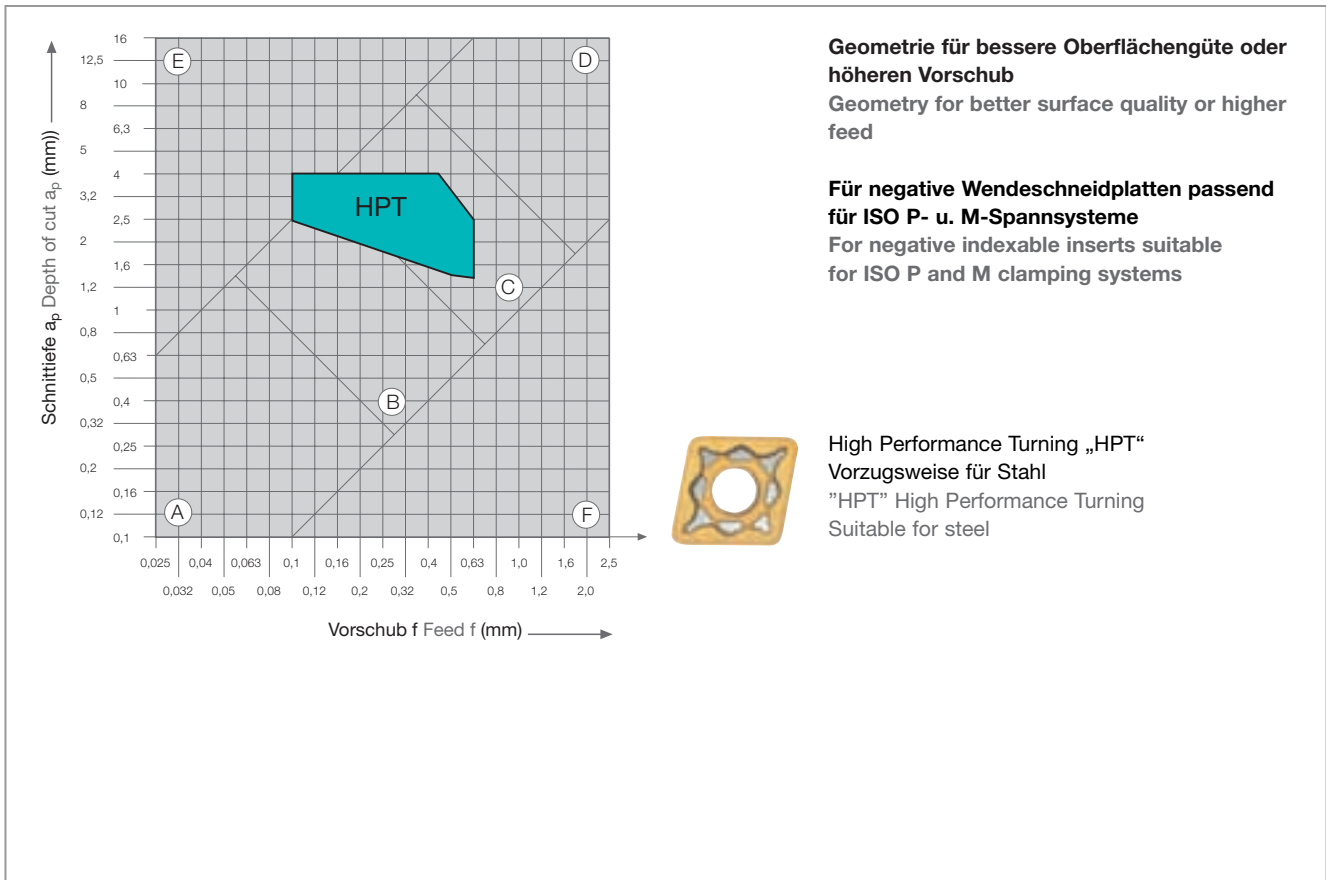 Schnittiefe ap Depth of cut ap (mm))
16
12,5
10
8
6,3
5
4
3,2
2,5
2
1,6
1,2
1
0,8
0,63
0,5
0,4
0,32
0,25
0,2
0,16
0,12
0,1
E
D
HPT
C
B
A
F
0,025 0,04 0,063 0,1 0,16 0,25 0,4 0,63 1,0 1,6 2,5
0,032 0,05 0,08 0,12 0,2 0,32 0,5 0,8 1,2 2,0
Vorschub f Feed f (mm)
Geometrie für bessere Oberflächengüte oder
höheren Vorschub
Geometry for better surface quality or higher
feed
Für negative Wendeschneidplatten passend
für ISO P- u. M-Spannsysteme
For negative indexable inserts suitable
for ISO P and M clamping systems
High Performance Turning „HPT“
Vorzugsweise für Stahl
”HPT” High Performance Turning
Suitable for steel